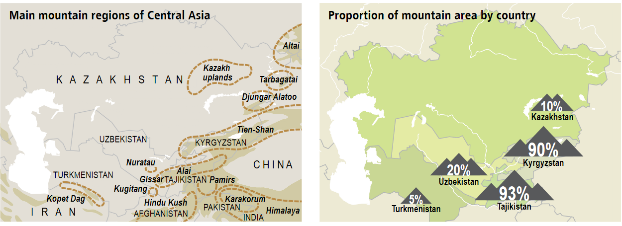 Main mountain regions of Central Asia
Altai
KAZAKHSTAN
Kazakh
uplands
Tarbagatai
Djungar Alatoo
Tien-Shan
UZBEKISTAN
KYRGYZSTAN
CHINA
Nuratau
Alai
TURKMENISTAN
Gissar
TAJIKISTAN
Pamirs
Kugitang
Kopet Dag
Hindu Kush
Karakorum
PAKISTAN
Himalaya
IRAN
AFGHANISTAN
INDIA
Proportion of mountain area by country
10%
Kazakhstan
90%
Kyrgyzstan
20%
Uzbekistan
93%
Tajikistan
5%
Turkmenistan